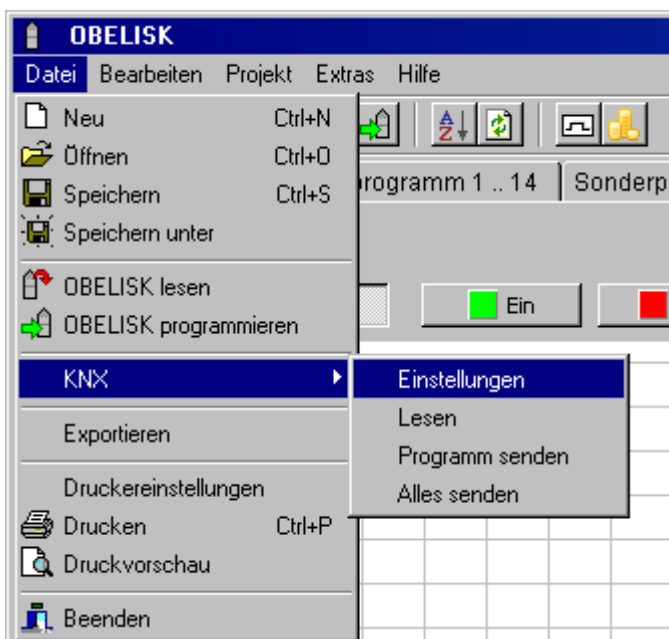 OBELISK
Datei Bearbeiten Projekt Extras Hilfe
Neu Ctrl+N
Öffnen Ctrl+O
Speichern Ctrl+S
Speichern unter
OBELISK lesen
OBELISK programmieren
KNX
Exportieren
Druckereinstellungen
Drucken Ctrl+P
Druckvorschau
Beenden
Einstellungen
Lesen
Programm senden
Alles senden
A
Z
rogramm 1 .. 14 Sonderp
Ein